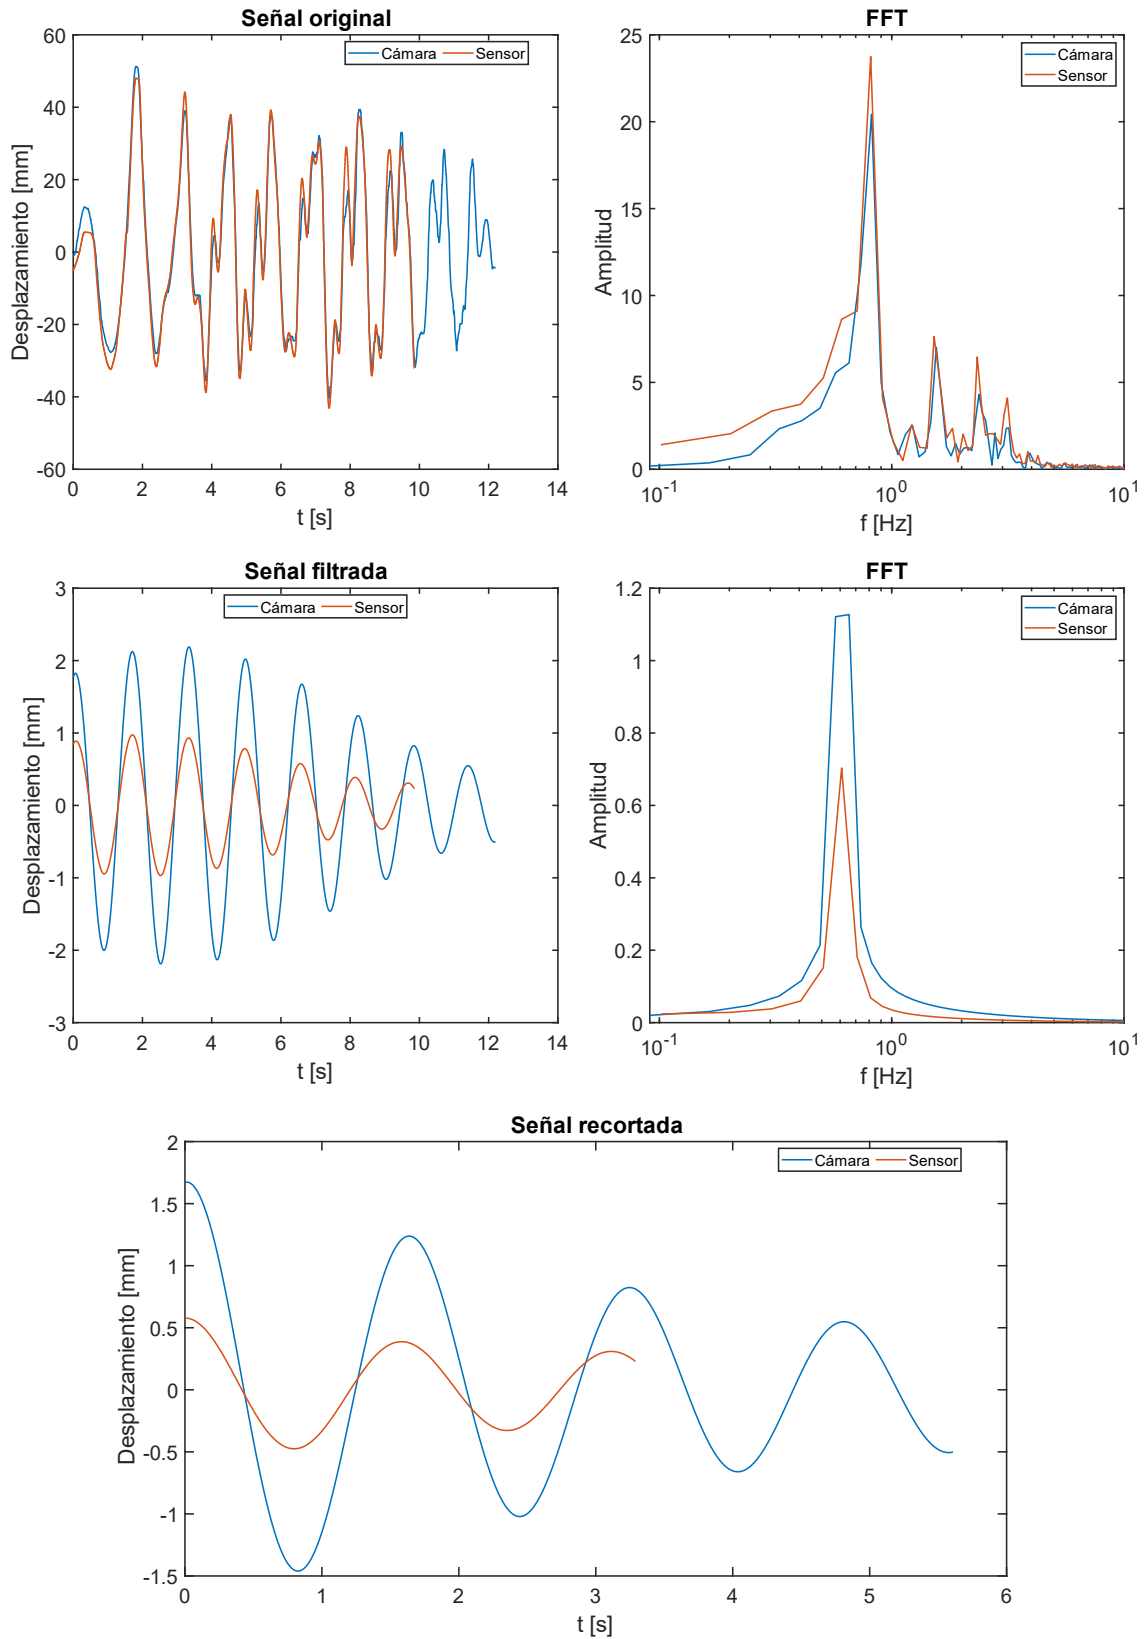 Señal original
Cámara Sensor
Desplazamiento [mm]
60
40
20
0
-20
-40
-60
0 2 4 6 8 10 12 14
t [s]
FFT
Cámara
Sensor
Amplitud
25
20
15
10
5
0
10-1 100 101
f [Hz]
Señal filtrada
Cámara Sensor
Desplazamiento [mm]
3
2
1
0
-1
-2
-3
0 2 4 6 8 10 12 14
t [s]
FFT
Cámara
Sensor
Amplitud
1.2
1
0.8
0.6
0.4
0.2
0
10-1 100 101
f [Hz]
Señal recortada
Cámara Sensor
Desplazamiento [mm]
2
1.5
1
0.5
0
-0.5
-1
-1.5
0 1 2 3 4 5 6
t [s]